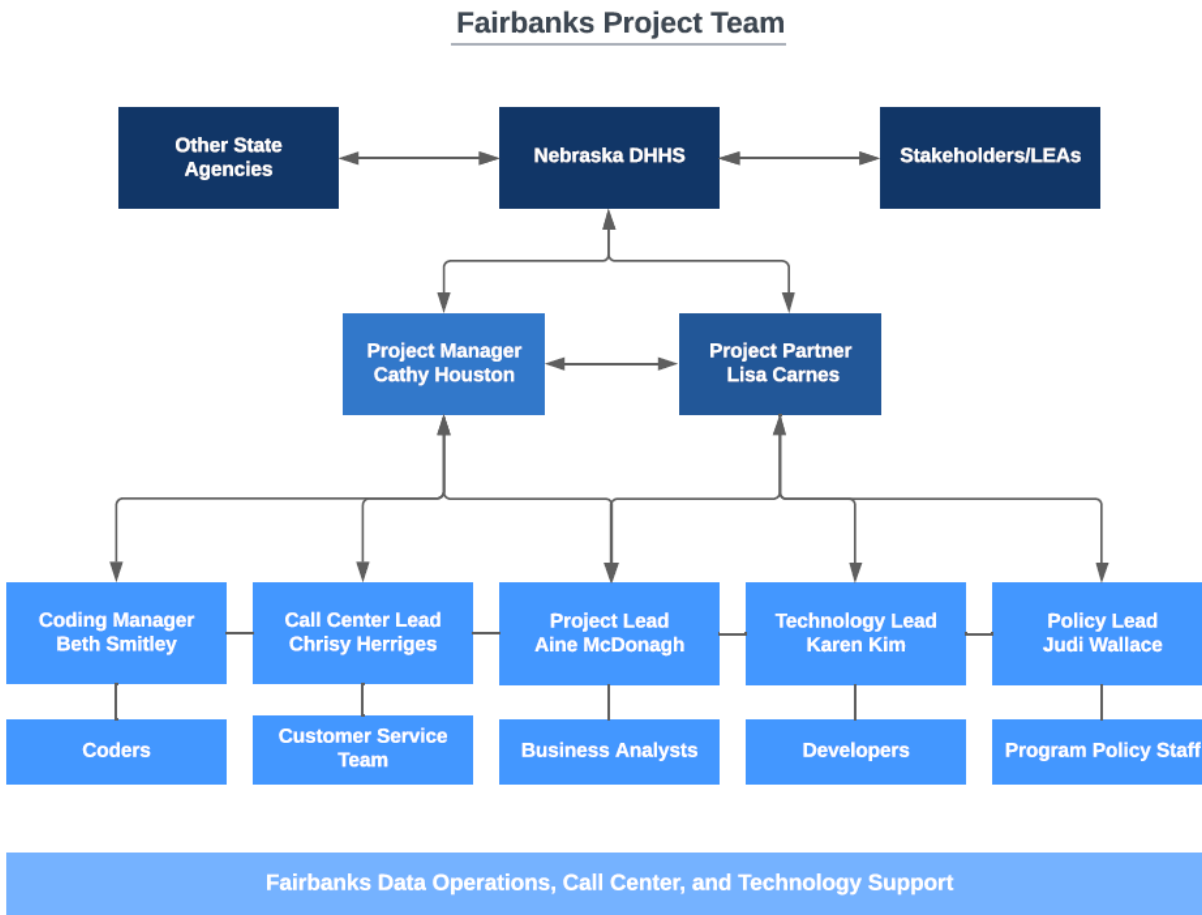 Fairbanks Project Team
Other State
Agencies
Nebraska DHHS
Stakeholders/LEAs
Project Manager
Cathy Houston
Project Partner
Lisa Carnes
Coding Manager
Beth Smitley
Call Center Lead
Chrisy Herriges
Project Lead
Aine McDonagh
Technology Lead
Karen Kim
Policy Lead
Judi Wallace
Coders
Customer Service
Team
Business Analysts
Developers
Program Policy Staff
Fairbanks Data Operations, Call Center, and Technology Support